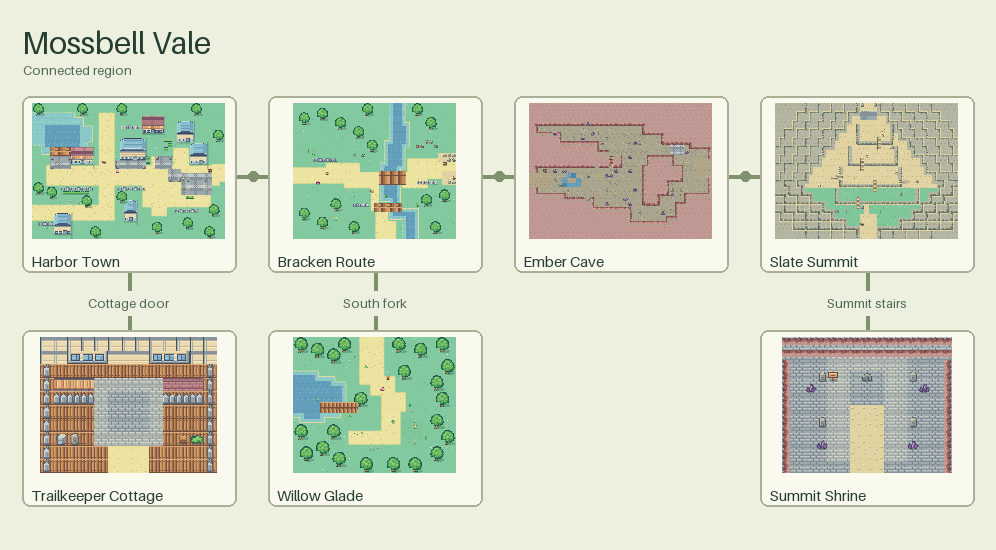 Mossbell Vale
Connected region
Harbor Town
Bracken Route
Ember Cave
Slate Summit
Cottage door
South fork
Summit stairs
Trailkeeper Cottage
Willow Glade
Summit Shrine